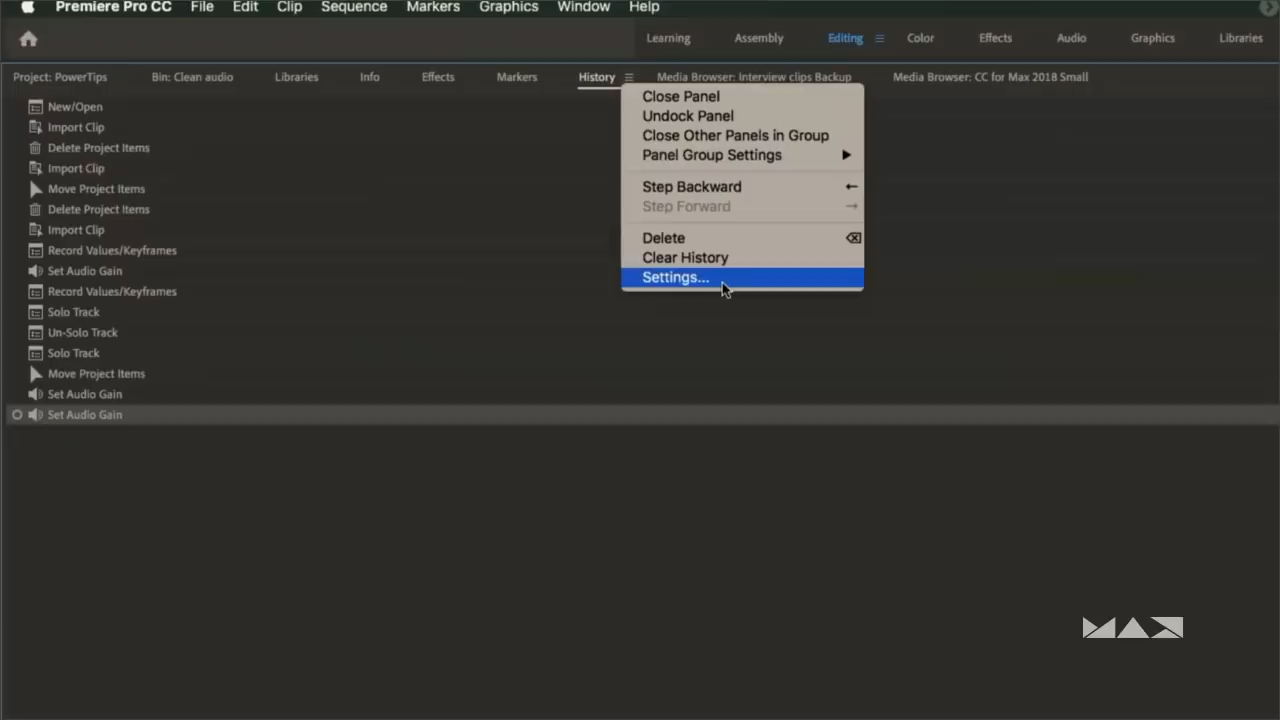 Premiere Pro CC File Edit Clip Sequence Markers Graphics Window Help
Learning Assembly Editing Color Effects Audio Graphics Libraries
Project: PowerTips Bin: Clean audio Libraries Info Effects Markers History Media Browser: Interview clips Backup Media Browser: CC for Max 2018 Small
New/Open
Import Clip
Delete Project Items
Import Clip
Move Project Items
Delete Project Items
Import Clip
Record Values/Keyframes
Set Audio Gain
Record Values/Keyframes
Solo Track
Un-Solo Track
Solo Track
Move Project Items
Set Audio Gain
Set Audio Gain
Close Panel
Undock Panel
Close Other Panels in Group
Panel Group Settings
Step Backward
Step Forward
Delete
Clear History
Settings...
MAX